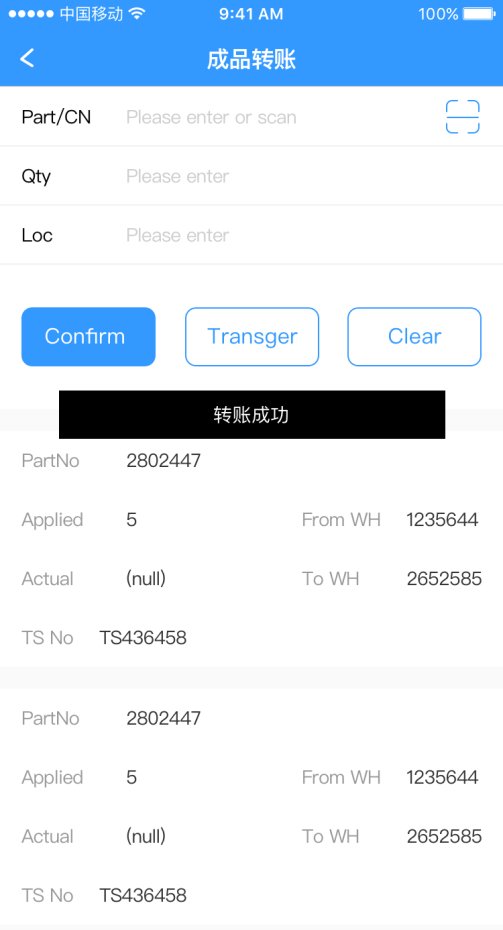 中国移动 9:41 AM 100%
成品转账
Part/CN Please enter or scan
Qty Please enter
Loc Please enter
Confirm Transger Clear
转账成功
PartNo 2802447
Applied 5 From WH 1235644
Actual (null) To WH 2652585
TS No TS436458
PartNo 2802447
Applied 5 From WH 1235644
Actual (null) To WH 2652585
TS No TS436458